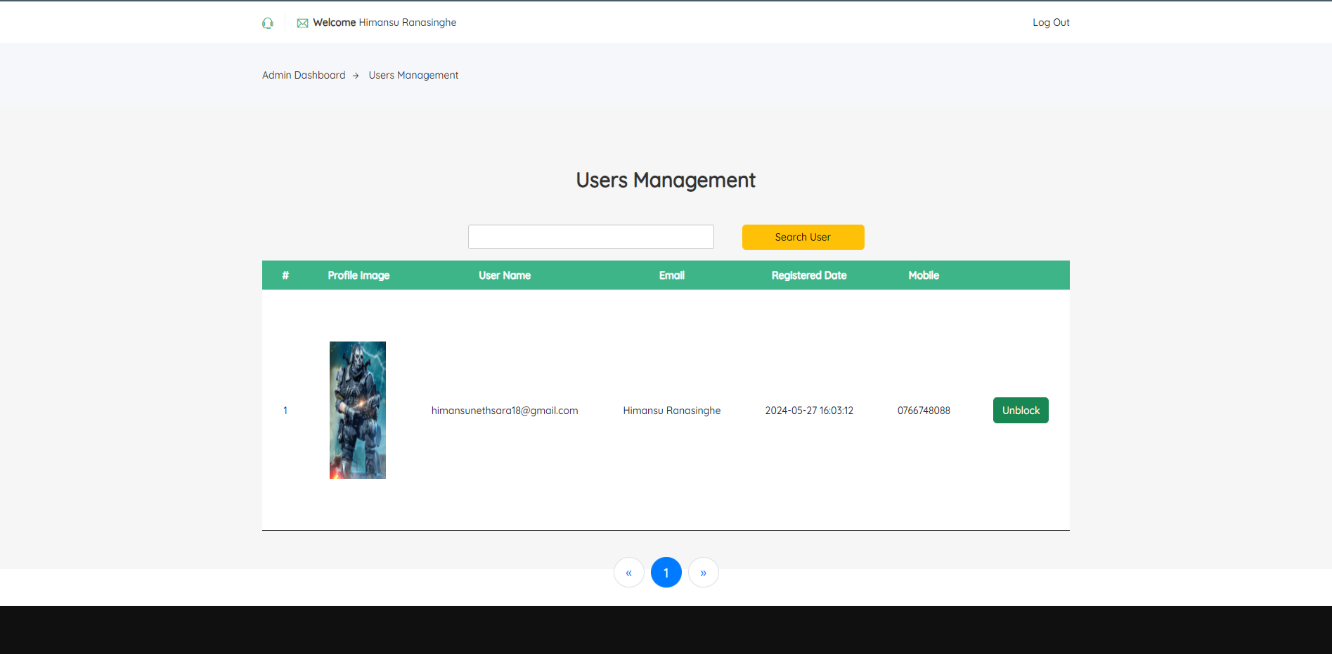 Welcome Himansu Ranasinghe Log Out
Admin Dashboard → Users Management
Users Management
Search User
# Profile Image User Name Email Registered Date Mobile
1 himansunethsara18@gmail.com Himansu Ranasinghe 2024-05-27 16:03:12 0766748088 Unblock
« 1 »